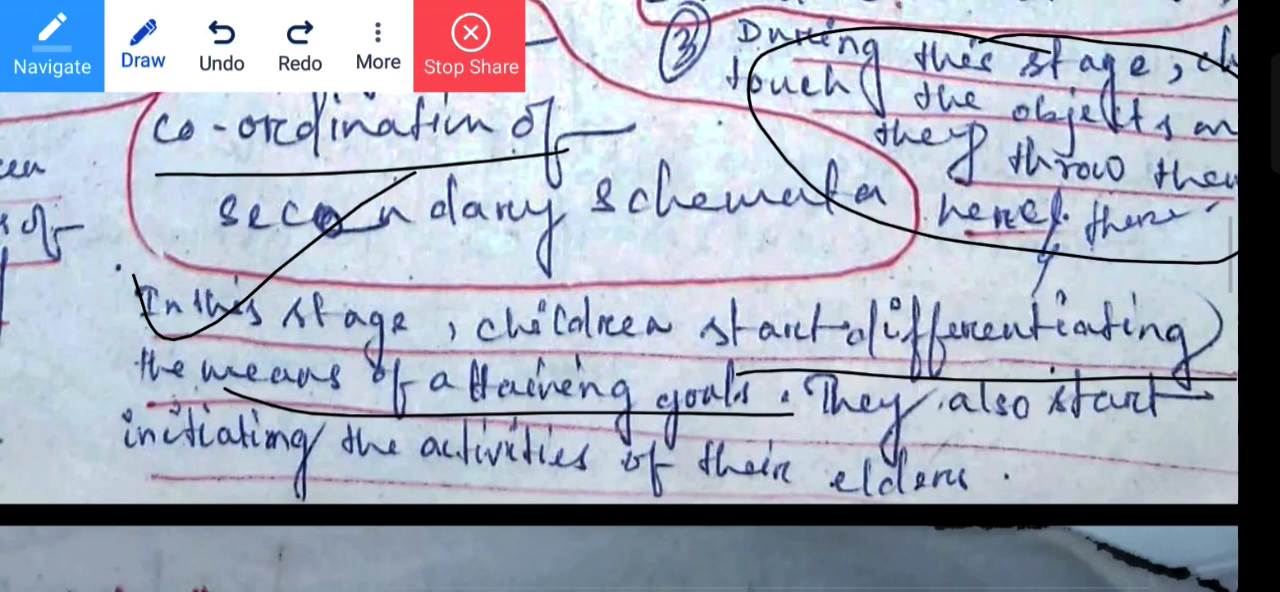 Navigate
Draw
Undo
Redo
More
Stop Share
co-ordination of
secondary schemata
③ During this stage,
touch the objects
they throw
here & there
of
In this stage, children start differentiating
the means of attaining goals. They also start
initiating the activities of their elders.